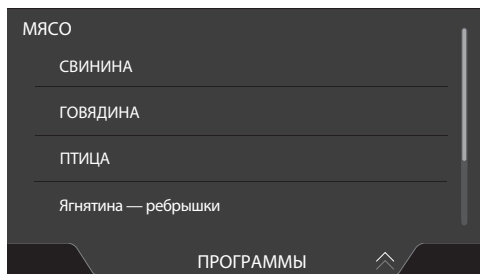 МЯСО
СВИНИНА
ГОВЯДИНА
ПТИЦА
Ягнятина — ребрышки
ПРОГРАММЫ